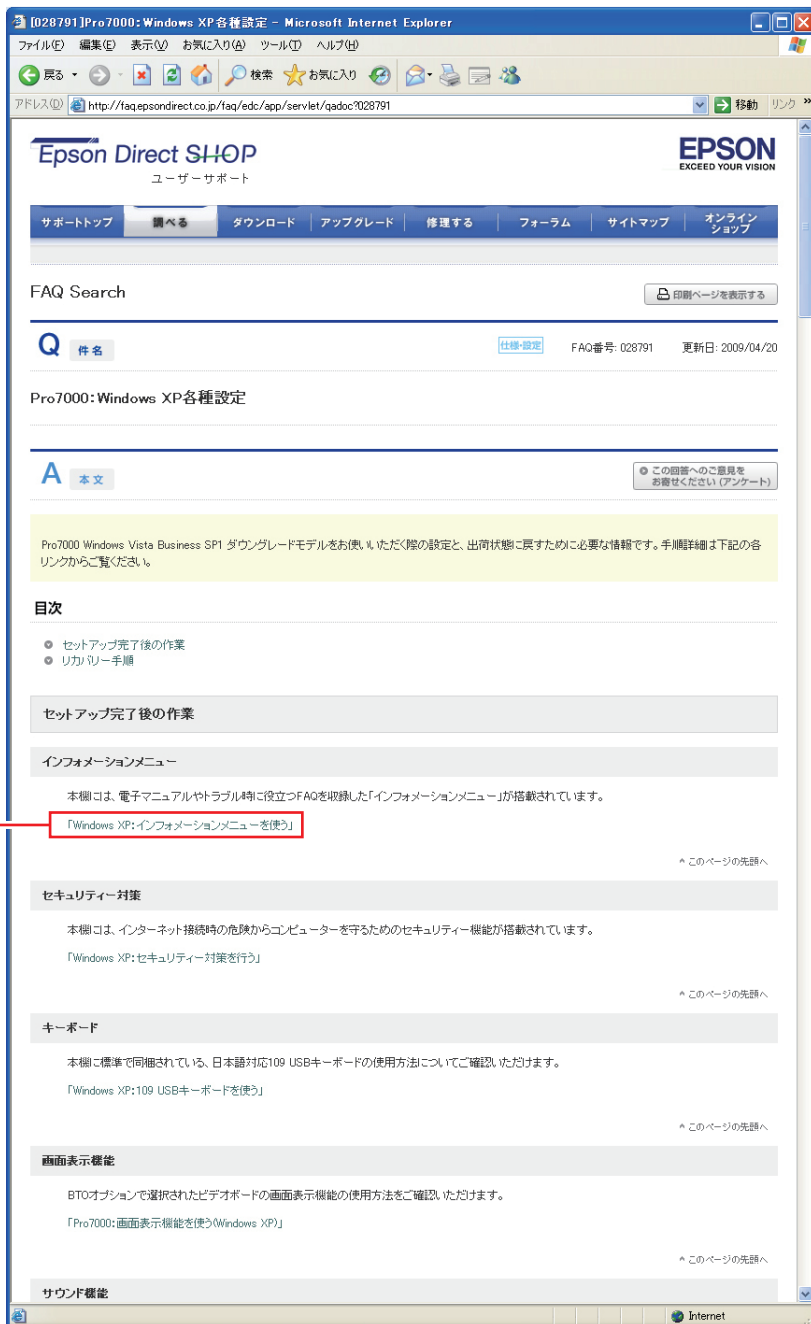 [028791]Pro7000:Windows XP各種設定 - Microsoft Internet Explorer
ファイル(F) 編集(E) 表示(V) お気に入り(A) ツール(T) ヘルプ(H)
戻る 検索 お気に入り
アドレス(D) http://faq.epsondirect.co.jp/faq/edc/app/servlet/qadoc?028791 移動 リンク »
Epson Direct SHOP
ユーザーサポート
EPSON
EXCEED YOUR VISION
サポートトップ 調べる ダウンロード アップグレード 修理する フォーラム サイトマップ オンラインショップ
FAQ Search 印刷ページを表示する
Q 件名 仕様・設定 FAQ番号: 028791 更新日: 2009/04/20
Pro7000:Windows XP各種設定
A 本文 この回答へのご意見を
お寄せください(アンケート)
Pro7000 Windows Vista Business SP1 ダウングレードモデルをお使いいただく際の設定と、出荷状態に戻すために必要な情報です。手順詳細は下記の各
リンクからご覧ください。
目次
セットアップ完了後の作業
リカバリー手順
セットアップ完了後の作業
インフォメーションメニュー
本機には、電子マニュアルやトラブル時に役立つFAQを収録した「インフォメーションメニュー」が搭載されています。
「Windows XP:インフォメーションメニューを使う」
^ このページの先頭へ
セキュリティー対策
本機には、インターネット接続時の危険からコンピューターを守るためのセキュリティー機能が搭載されています。
「Windows XP:セキュリティー対策を行う」
^ このページの先頭へ
キーボード
本機に標準で同梱されている、日本語対応109 USBキーボードの使用方法についてご確認いただけます。
「Windows XP:109 USBキーボードを使う」
^ このページの先頭へ
画面表示機能
BTOオプションで選択されたビデオボードの画面表示機能の使用方法をご確認いただけます。
「Pro7000:画面表示機能を使う(Windows XP)」
^ このページの先頭へ
サウンド機能
Internet